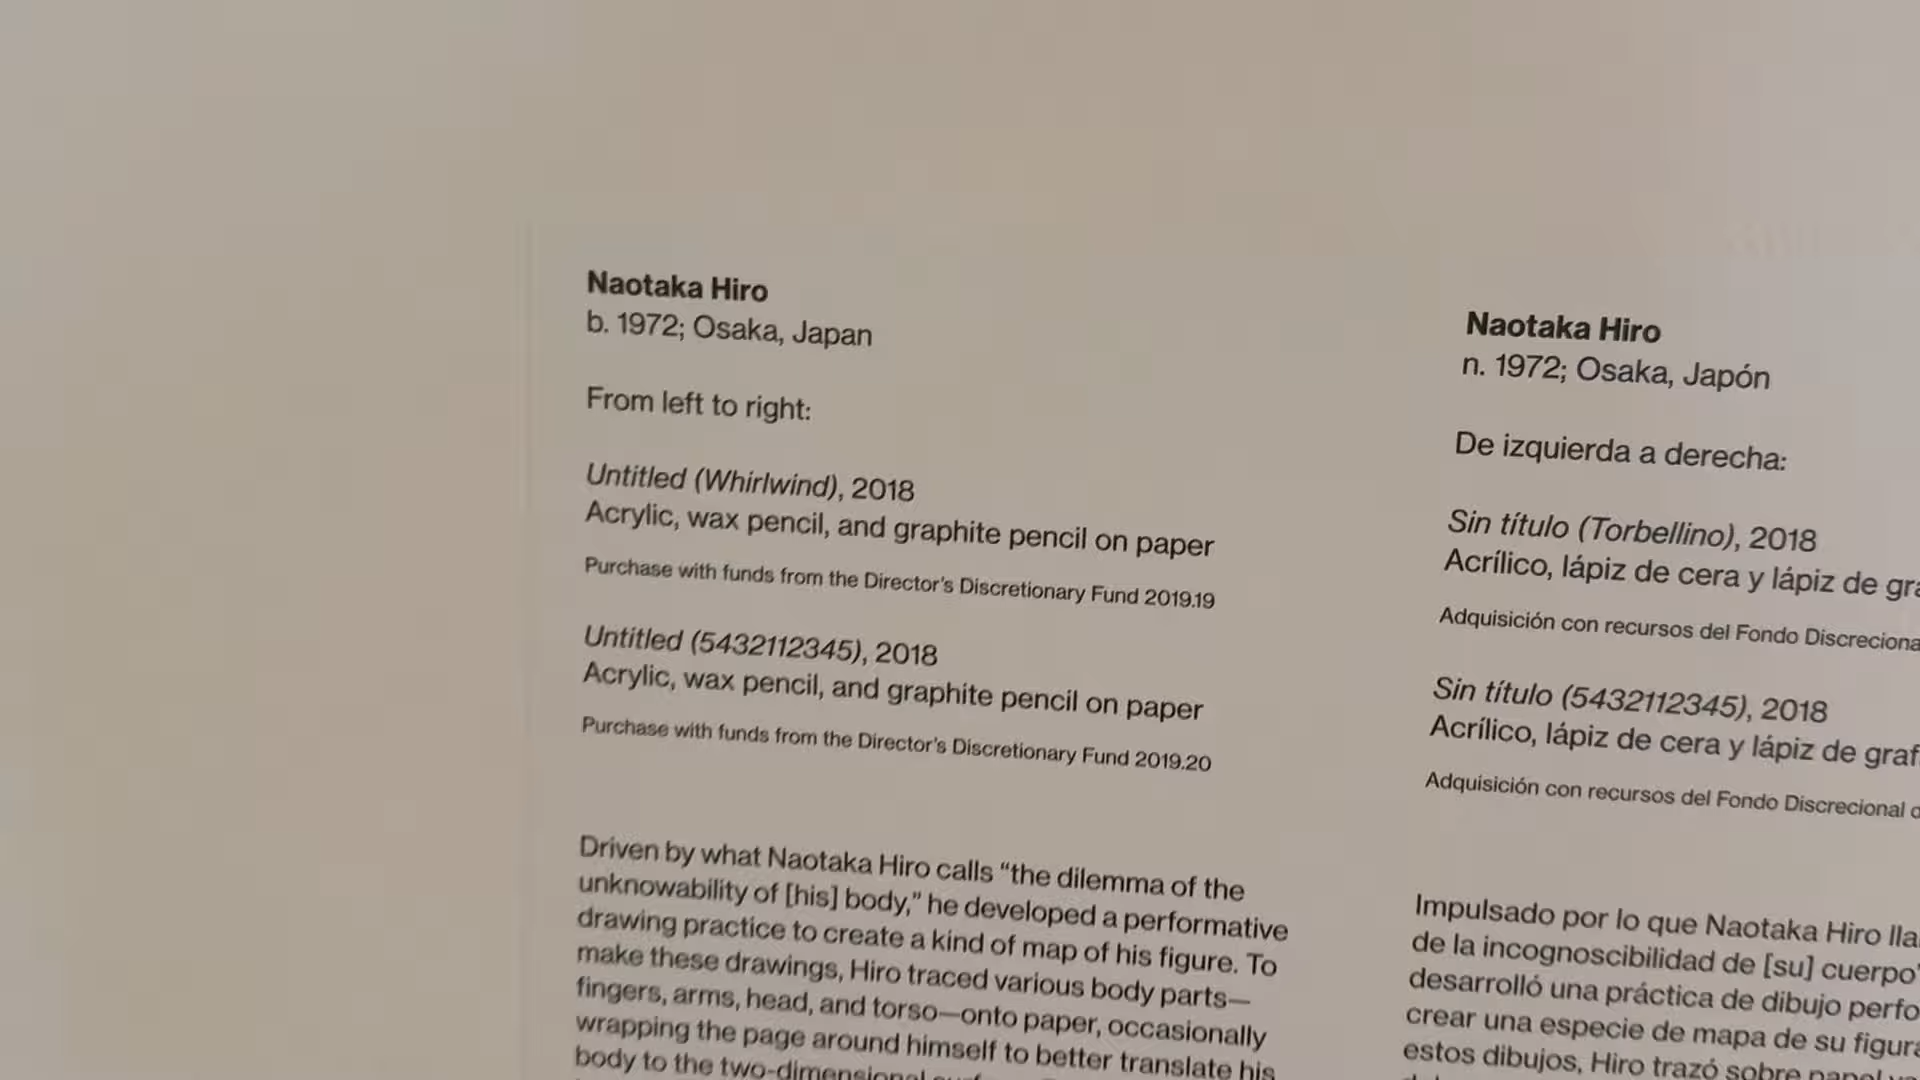 Naotaka Hiro
b. 1972; Osaka, Japan
From left to right:
Untitled (Whirlwind), 2018
Acrylic, wax pencil, and graphite pencil on paper
Purchase with funds from the Director's Discretionary Fund 2019.19
Untitled (5432112345), 2018
Acrylic, wax pencil, and graphite pencil on paper
Purchase with funds from the Director's Discretionary Fund 2019.20
Driven by what Naotaka Hiro calls “the dilemma of the
unknowability of [his] body,” he developed a performative
drawing practice to create a kind of map of his figure. To
make these drawings, Hiro traced various body parts—
fingers, arms, head, and torso—onto paper, occasionally
wrapping the page around himself to better translate his
body to the two-dimensional
Naotaka Hiro
n. 1972; Osaka, Japón
De izquierda a derecha:
Sin título (Torbellino), 2018
Acrílico, lápiz de cera y lápiz de
Adquisición con recursos del Fondo
Sin título (5432112345), 2018
Acrílico, lápiz de cera y lápiz de
Adquisición con recursos del Fondo Discrecional
Impulsado por lo que Naotaka Hiro
de la incognoscibilidad de [su] cuerpo”
desarrolló una práctica de dibujo
crear una especie de mapa de su
estos dibujos, Hiro trazó sobre papel